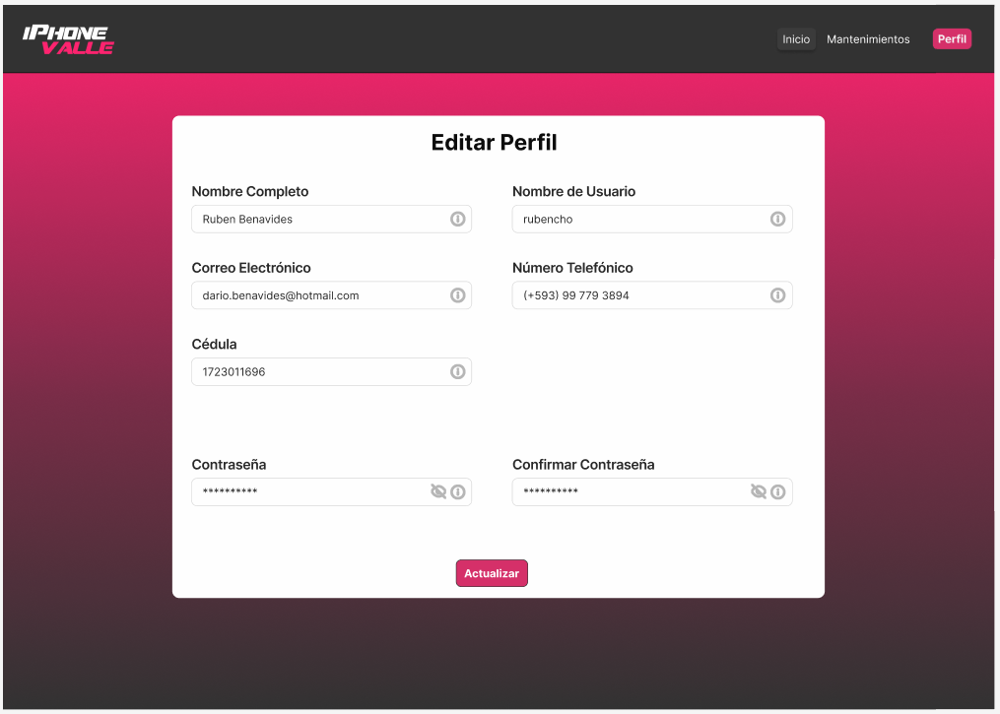 iPHONE
VALLE
Inicio Mantenimientos Perfil
Editar Perfil
Nombre Completo Nombre de Usuario
Ruben Benavides rubencho
Correo Electrónico Número Telefónico
dario.benavides@hotmail.com (+593) 99 779 3894
Cédula
1723011696
Contraseña Confirmar Contraseña
********** **********
Actualizar